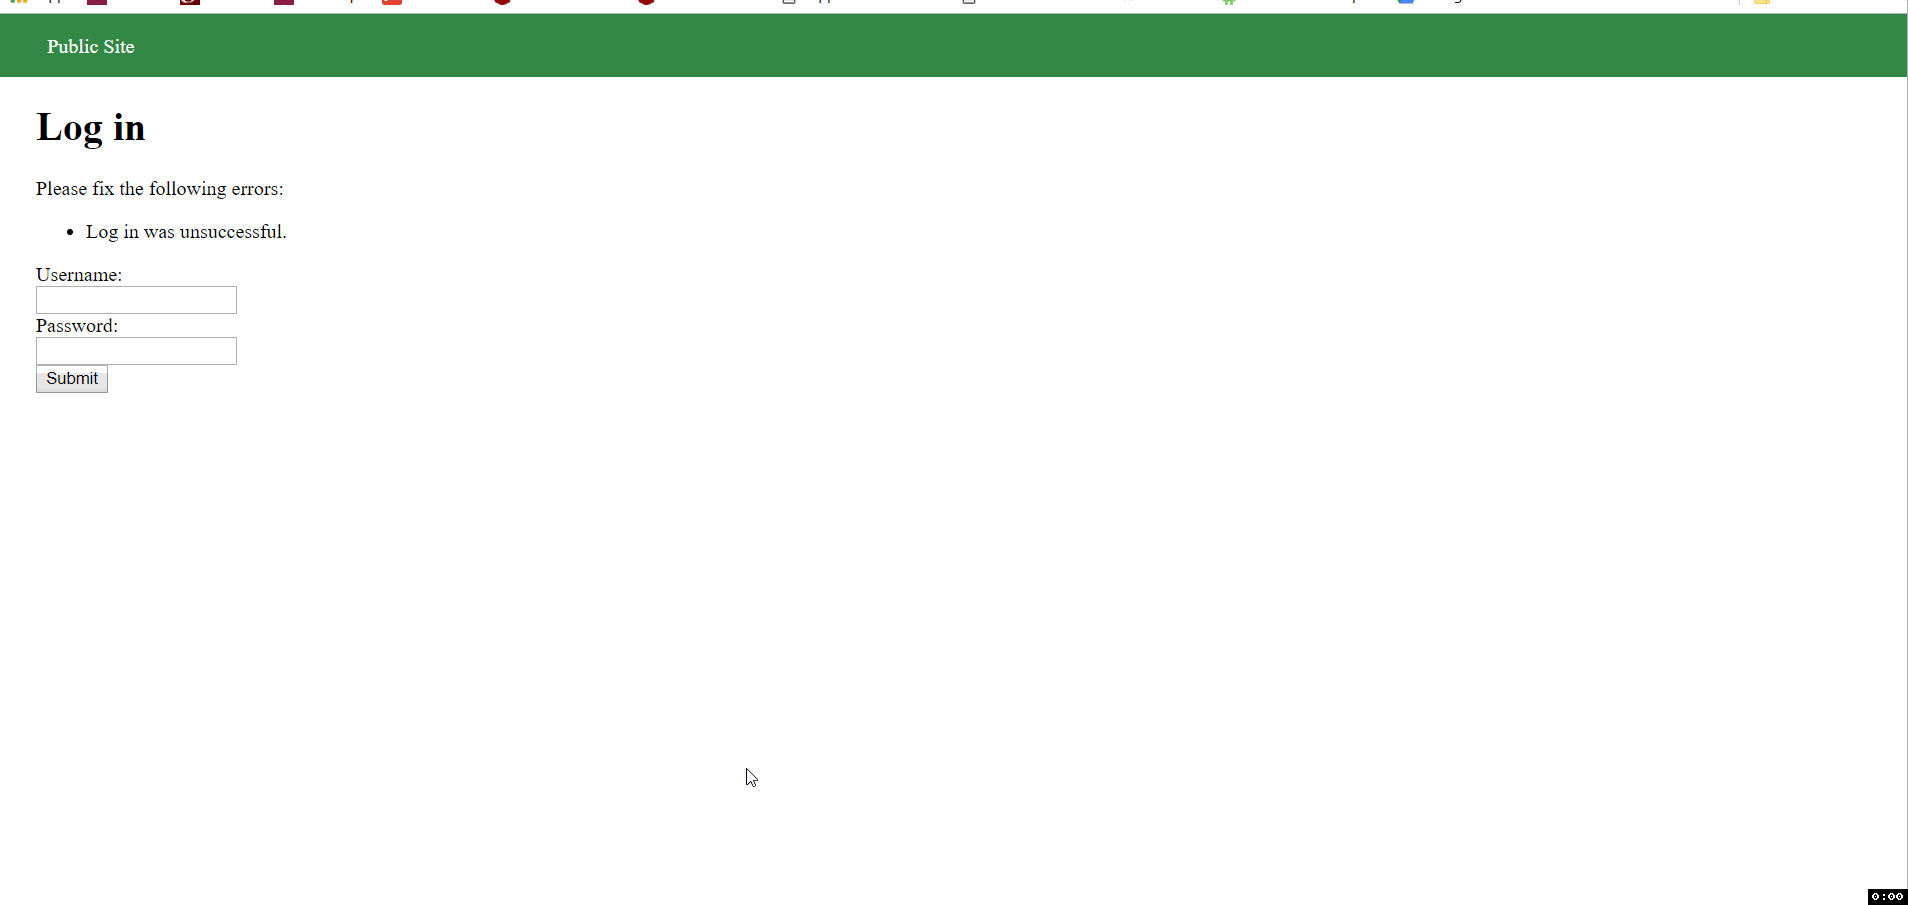 Public Site
Log in
Please fix the following errors:
Log in was unsuccessful.
Username:
Password:
Submit
0:00